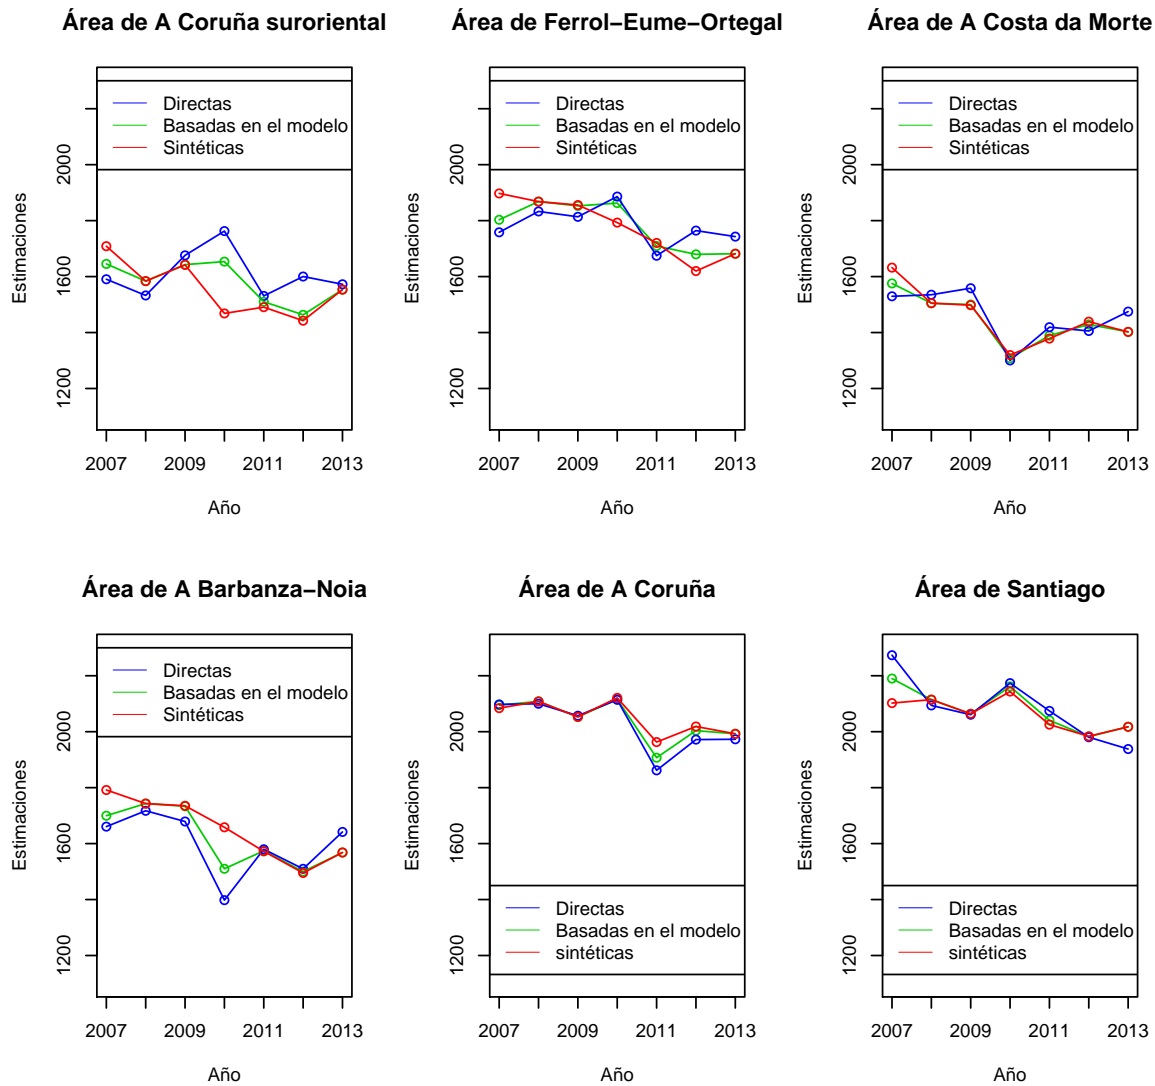 Área de A Coruña suroriental
Estimaciones
2000
1600
1200
Directas
Basadas en el modelo
Sintéticas
2007 2009 2011 2013
Año
Área de Ferrol–Eume–Ortegal
Estimaciones
2000
1600
1200
Directas
Basadas en el modelo
Sintéticas
2007 2009 2011 2013
Año
Área de A Costa da Morte
Estimaciones
2000
1600
1200
Directas
Basadas en el modelo
Sintéticas
2007 2009 2011 2013
Año
Área de A Barbanza–Noia
Estimaciones
2000
1600
1200
Directas
Basadas en el modelo
Sintéticas
2007 2009 2011 2013
Año
Área de A Coruña
Estimaciones
2000
1600
1200
Directas
Basadas en el modelo
sintéticas
2007 2009 2011 2013
Año
Área de Santiago
Estimaciones
2000
1600
1200
Directas
Basadas en el modelo
sintéticas
2007 2009 2011 2013
Año